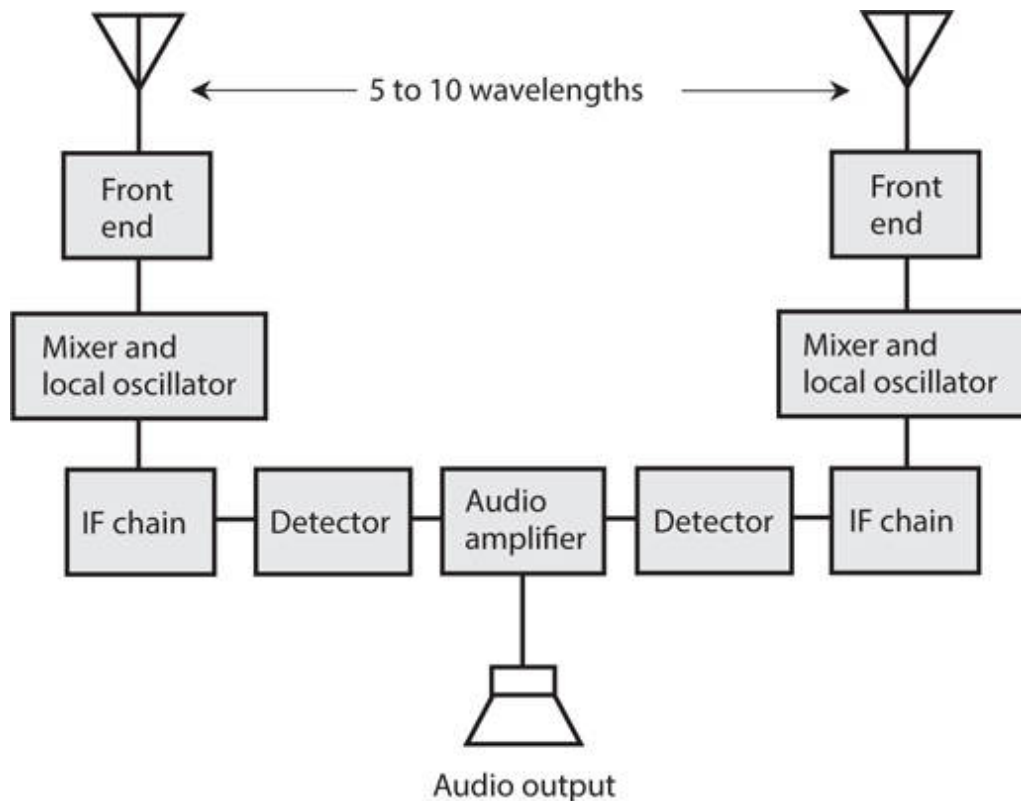 5 to 10 wavelengths
Front
end
Front
end
Mixer and
local oscillator
Mixer and
local oscillator
IF chain
Detector
Audio
amplifier
Detector
IF chain
Audio output